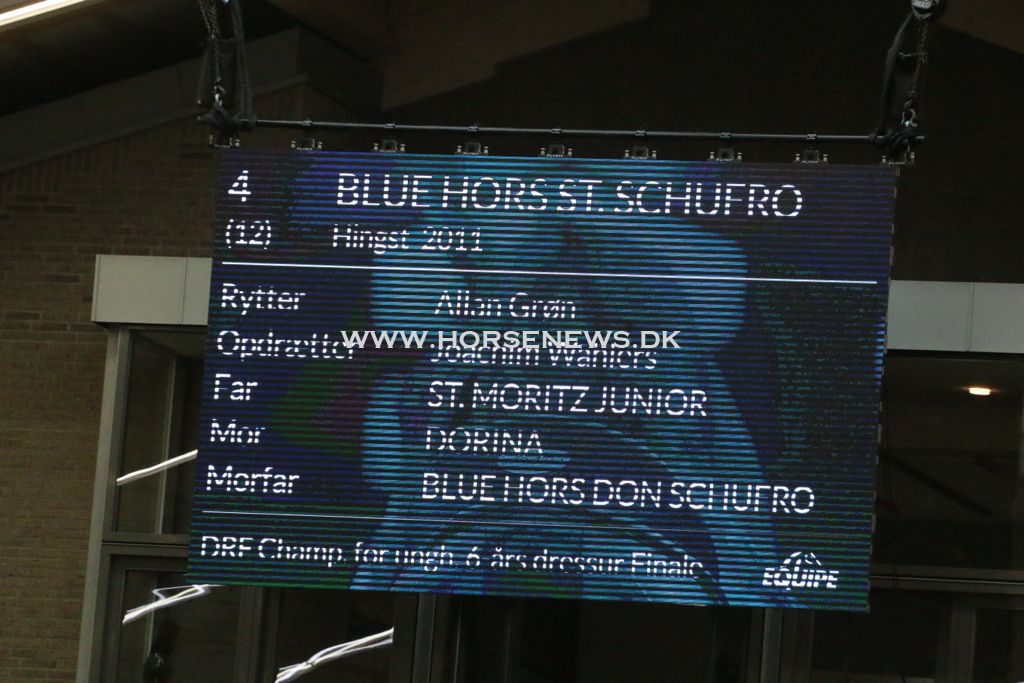 4 BLUE HORS ST. SCHUFRO
(12) Hingst 2011
Rytter Allan Grøn
WWW.HORSENEWS.DK
Opdrætter Joachim Wahlers
Far ST. MORITZ JUNIOR
Mor DORINA
Morfar BLUE HORS DON SCHUFRO
DRF Champ. for ungh. 6-års dressur Finale
EQUIPE